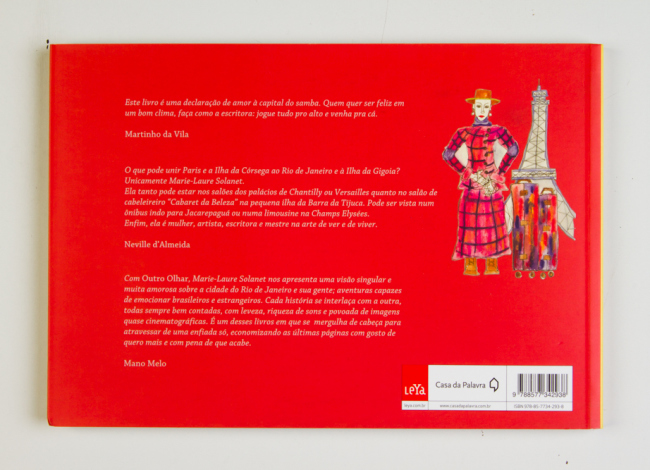 Este livro é uma declaração de amor à capital do samba. Quem quer ser feliz em
um bom clima, faça como a escritora: jogue tudo pro alto e venha pra cá.
Martinho da Vila
O que pode unir Paris e a Ilha da Córsega ao Rio de Janeiro e à Ilha da Gigoia?
Unicamente Marie-Laure Solanet.
Ela tanto pode estar nos salões dos palácios de Chantilly ou Versailles quanto no salão de
cabeleireiro "Cabaret da Beleza" na pequena ilha da Barra da Tijuca. Pode ser vista num
ônibus indo para Jacarepaguá ou numa limousine na Champs Elysées.
Enfim, ela é mulher, artista, escritora e mestre na arte de ver e de viver.
Neville d'Almeida
Com Outro Olhar, Marie-Laure Solanet nos apresenta uma visão singular e
muito amorosa sobre a cidade do Rio de Janeiro e sua gente; aventuras capazes
de emocionar brasileiros e estrangeiros. Cada história se interlaça com a outra,
todas sempre bem contadas, com leveza, riqueza de sons e povoada de imagens
quase cinematográficas. É um desses livros em que se mergulha de cabeça para
atravessar de uma enfiada só, economizando as últimas páginas com gosto de
quero mais e com pena de que acabe.
Mano Melo
LeYa
Casa da Palavra
9 788577 342938
leya.com.br
www.casadapalavra.com.br
ISBN 978-85-7734-293-8